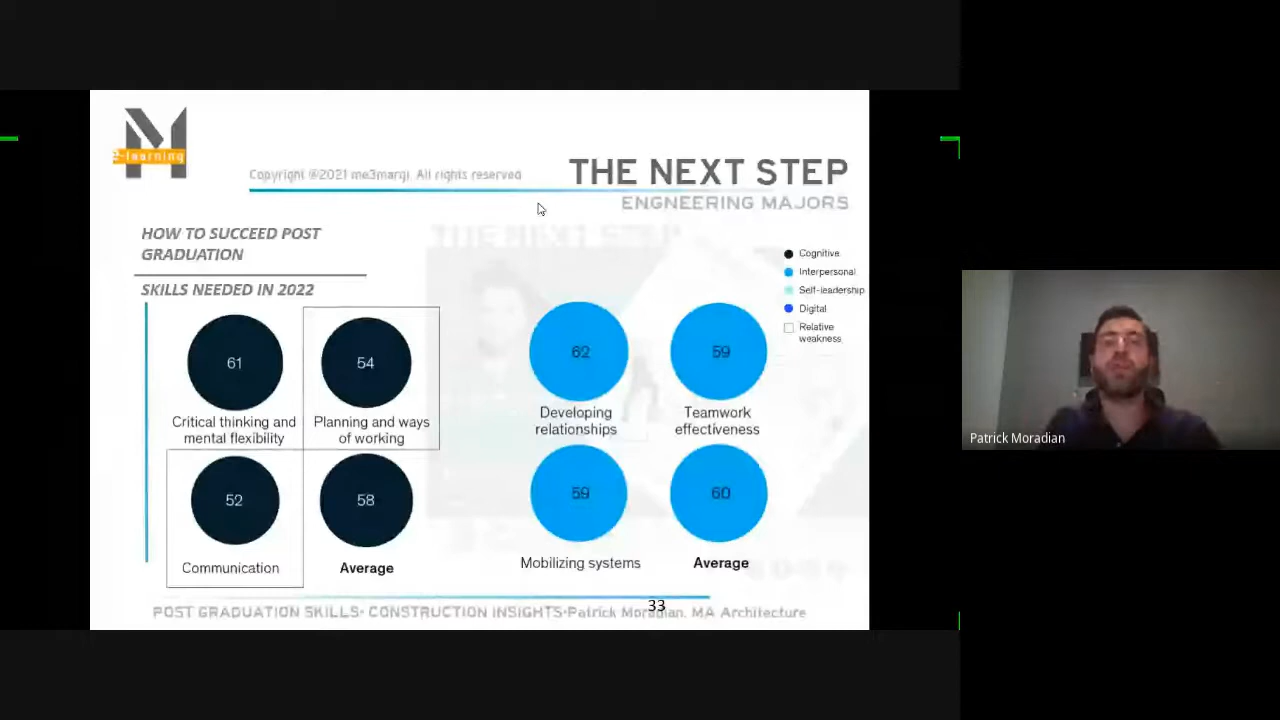 e-learning
Copyright @2021 me3marji. All rights reserved
THE NEXT STEP
ENGNEERING MAJORS
HOW TO SUCCEED POST
GRADUATION
SKILLS NEEDED IN 2022
Cognitive
Interpersonal
Self-leadership
Digital
Relative
weakness
61
54
62
59
Critical thinking and
mental flexibility
Planning and ways
of working
Developing
relationships
Teamwork
effectiveness
52
58
59
60
Communication
Average
Mobilizing systems
Average
33
POST GRADUATION SKILLS• CONSTRUCTION INSIGHTS•Patrick Moradian. MA Architecture
Patrick Moradian